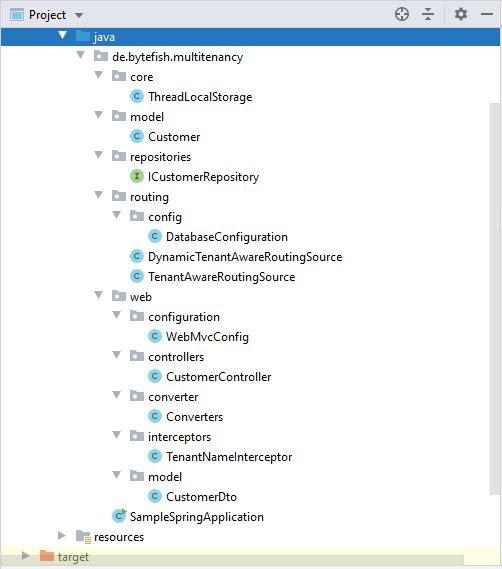 Project
java
de.bytefish.multitenancy
core
ThreadLocalStorage
model
Customer
repositories
ICustomerRepository
routing
config
DatabaseConfiguration
DynamicTenantAwareRoutingSource
TenantAwareRoutingSource
web
configuration
WebMvcConfig
controllers
CustomerController
converter
Converters
interceptors
TenantNameInterceptor
model
CustomerDto
SampleSpringApplication
resources
target